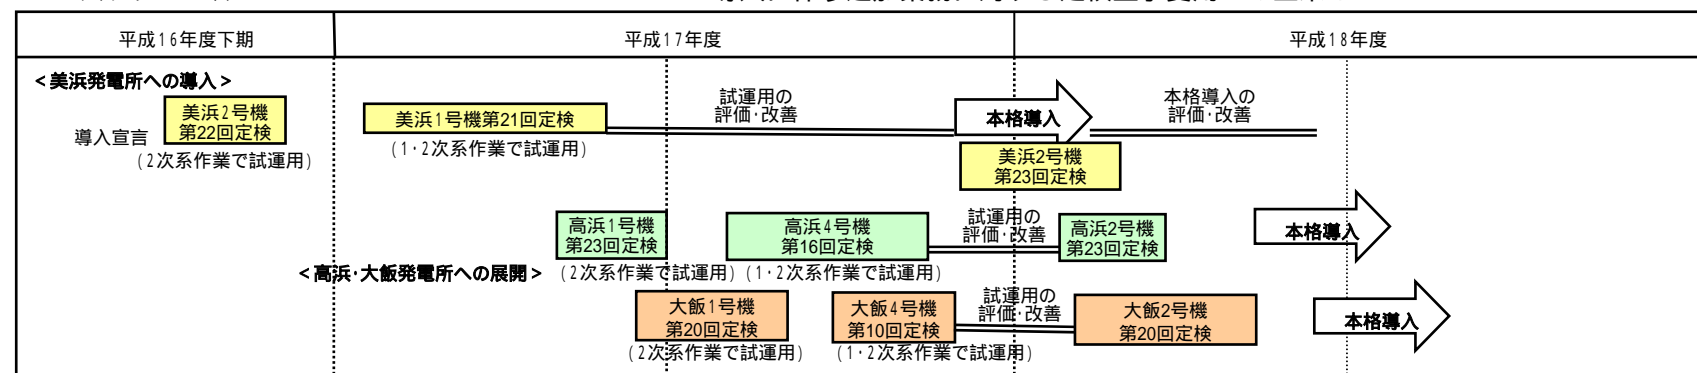 平成16年度下期
平成17年度
平成18年度
<美浜発電所への導入>
美浜2号機
第22回定検
導入宣言
(2次系作業で試運用)
美浜1号機第21回定検
(1・2次系作業で試運用)
試運用の
評価・改善
本格導入
本格導入の
評価・改善
美浜2号機
第23回定検
高浜1号機
第23回定検
(2次系作業で試運用)
高浜4号機
第16回定検
(1・2次系作業で試運用)
試運用の
評価・改善
高浜2号機
第23回定検
本格導入
<高浜・大飯発電所への展開>
大飯1号機
第20回定検
(2次系作業で試運用)
大飯4号機
第10回定検
(1・2次系作業で試運用)
試運用の
評価・改善
大飯2号機
第20回定検
本格導入